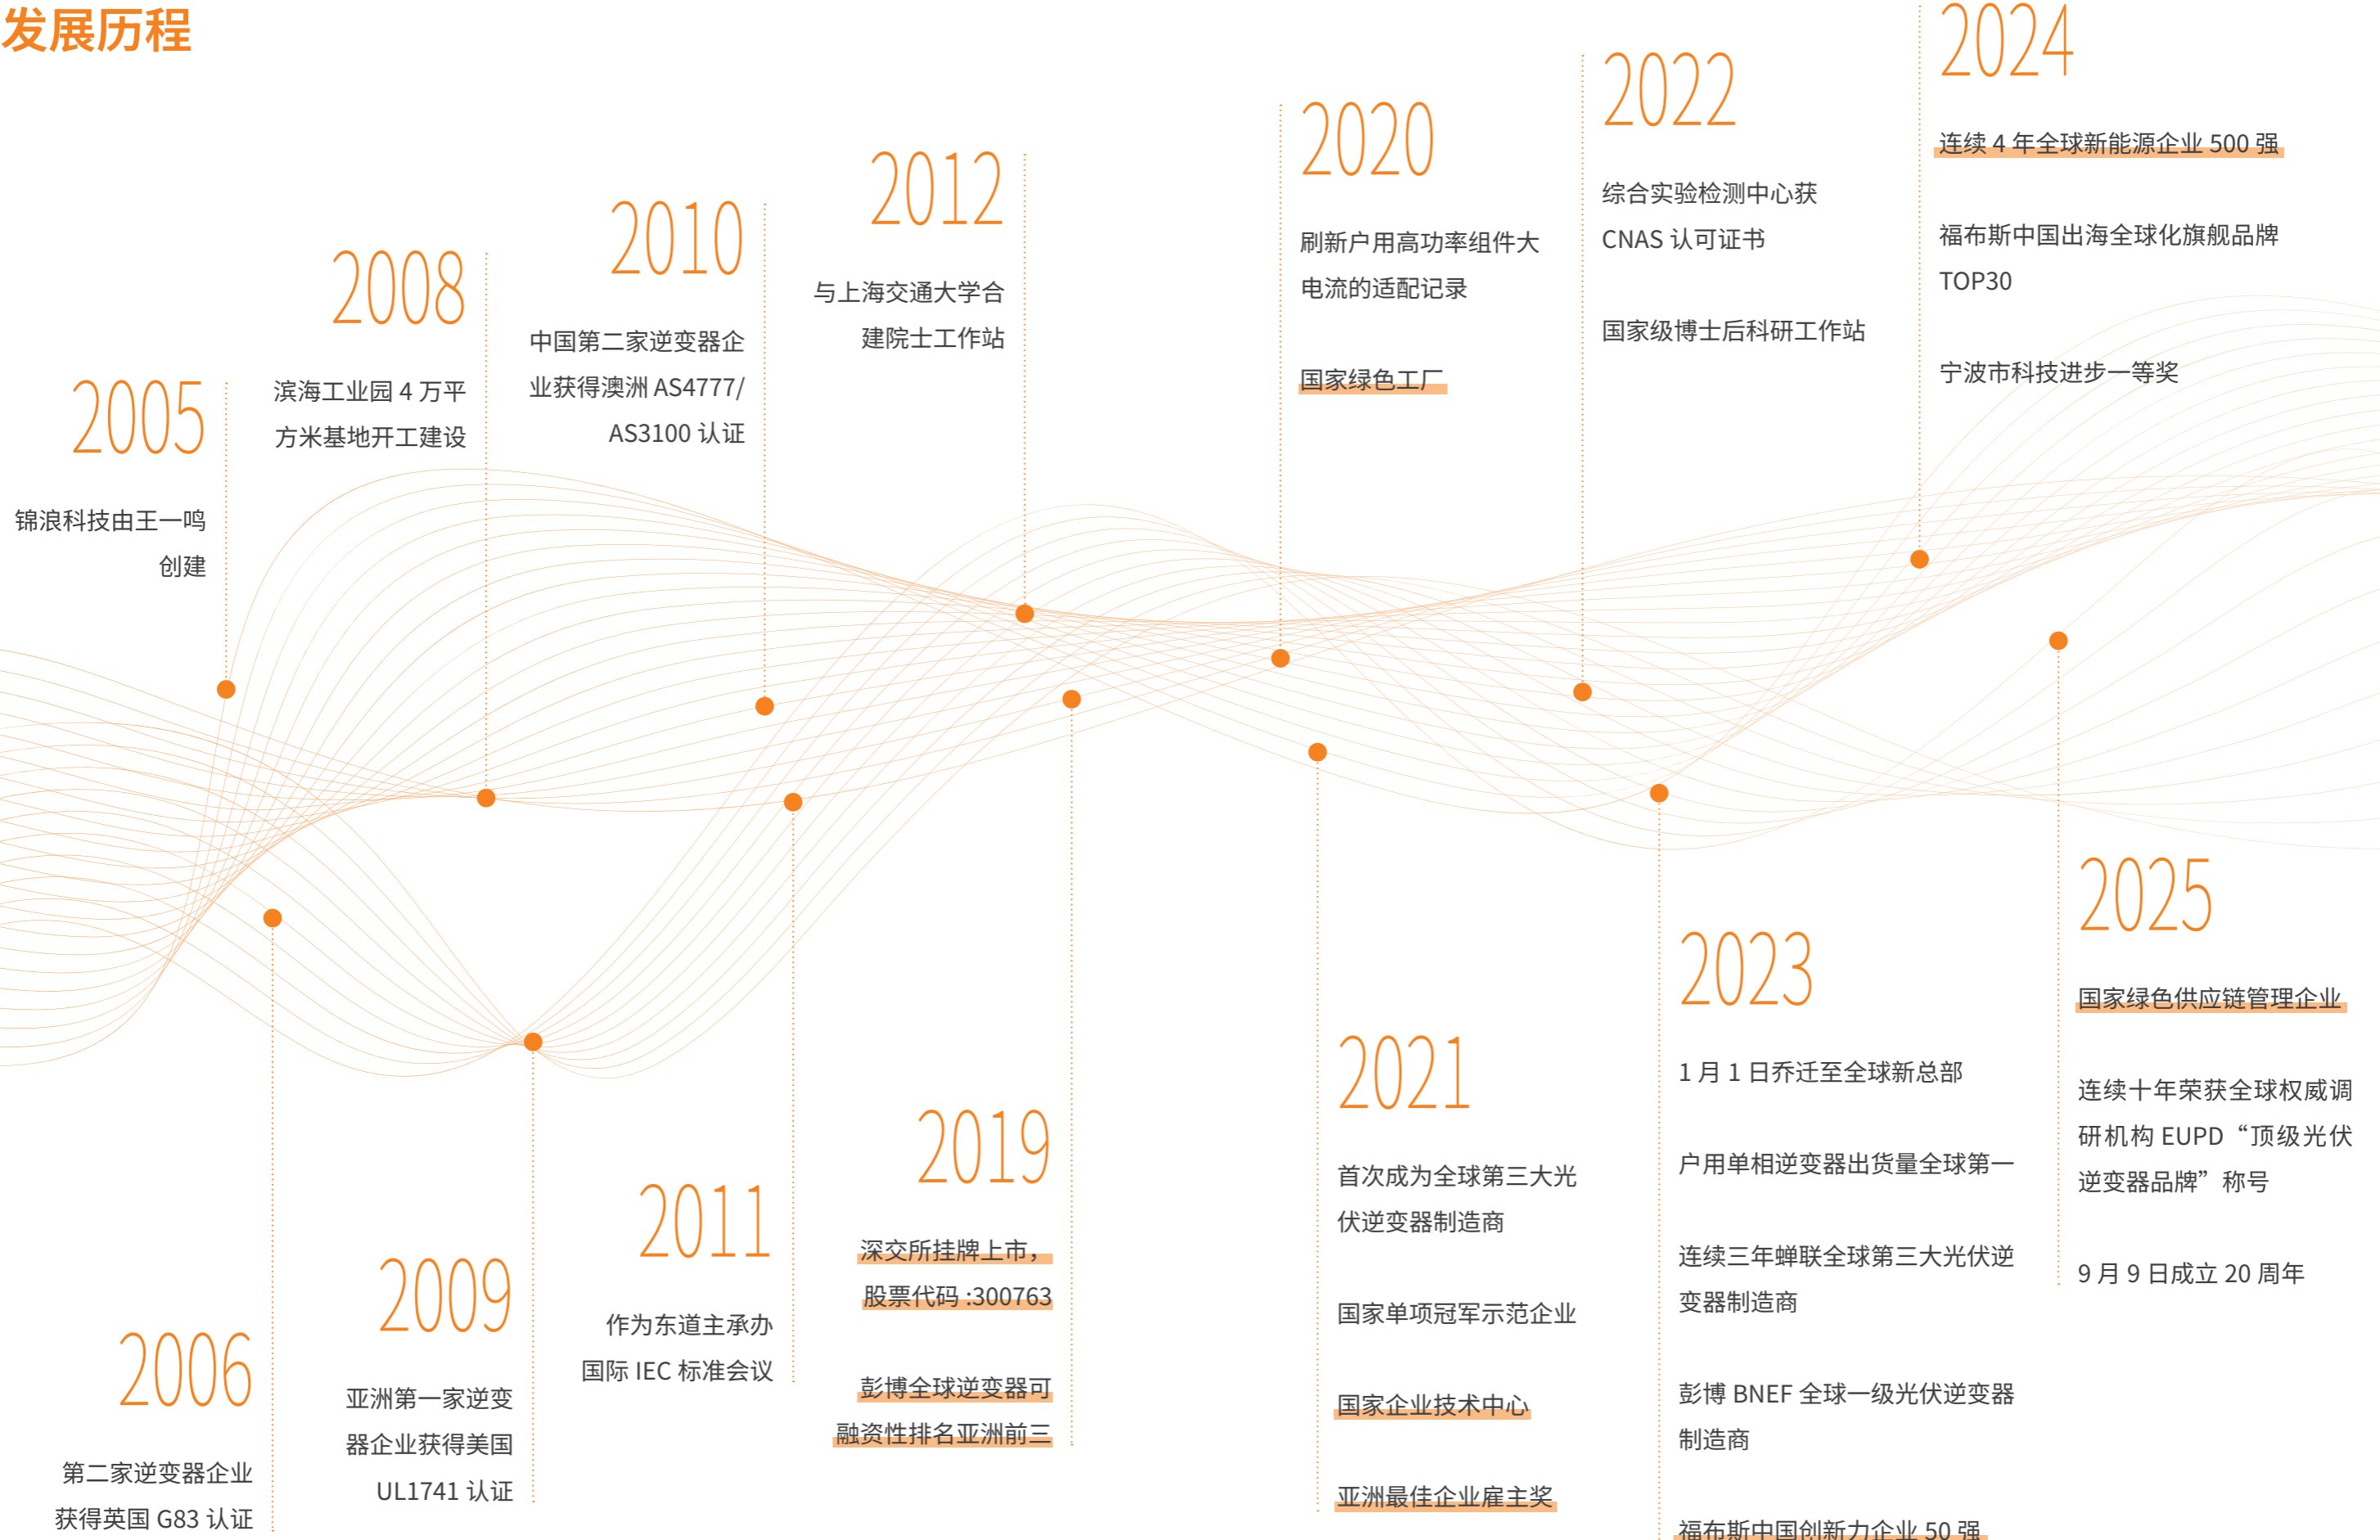 发展历程
2005
锦浪科技由王一鸣
创建
2006
第二家逆变器企业
获得英国 G83 认证
2008
滨海工业园 4 万平
方米基地开工建设
2009
亚洲第一家逆变
器企业获得美国
UL1741 认证
2010
中国第二家逆变器企
业获得澳洲 AS4777/
AS3100 认证
2011
作为东道主承办
国际 IEC 标准会议
2012
与上海交通大学合
建院士工作站
2019
深交所挂牌上市，
股票代码 :300763
彭博全球逆变器可
融资性排名亚洲前三
2020
刷新户用高功率组件大
电流的适配记录
国家绿色工厂
2021
首次成为全球第三大光
伏逆变器制造商
国家单项冠军示范企业
国家企业技术中心
亚洲最佳企业雇主奖
2022
综合实验检测中心获
CNAS 认可证书
国家级博士后科研工作站
2023
1 月 1 日乔迁至全球新总部
户用单相逆变器出货量全球第一
连续三年蝉联全球第三大光伏逆
变器制造商
彭博 BNEF 全球一级光伏逆变器
制造商
福布斯中国创新力企业 50 强
2024
连续 4 年全球新能源企业 500 强
福布斯中国出海全球化旗舰品牌
TOP30
宁波市科技进步一等奖
2025
国家绿色供应链管理企业
连续十年荣获全球权威调
研机构 EUPD“顶级光伏
逆变器品牌”称号
9 月 9 日成立 20 周年